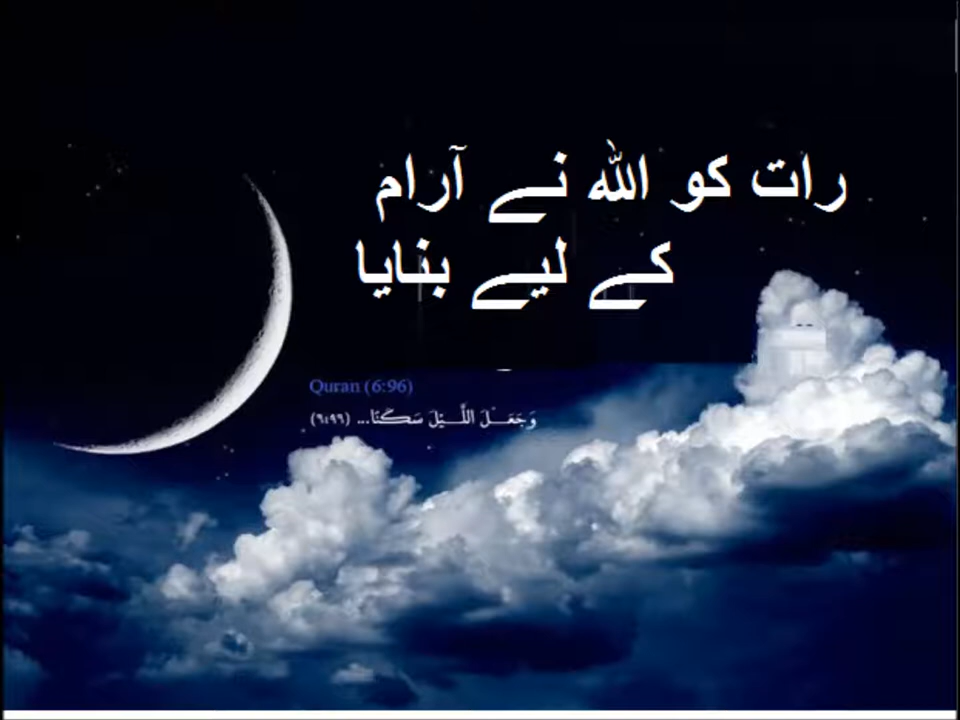 رات کو اللہ نے آرام
کے لیے بنایا
Quran (6:96)
وَجَعَلَ اللَّيْلَ سَكَنًا... (٦:٩٦)